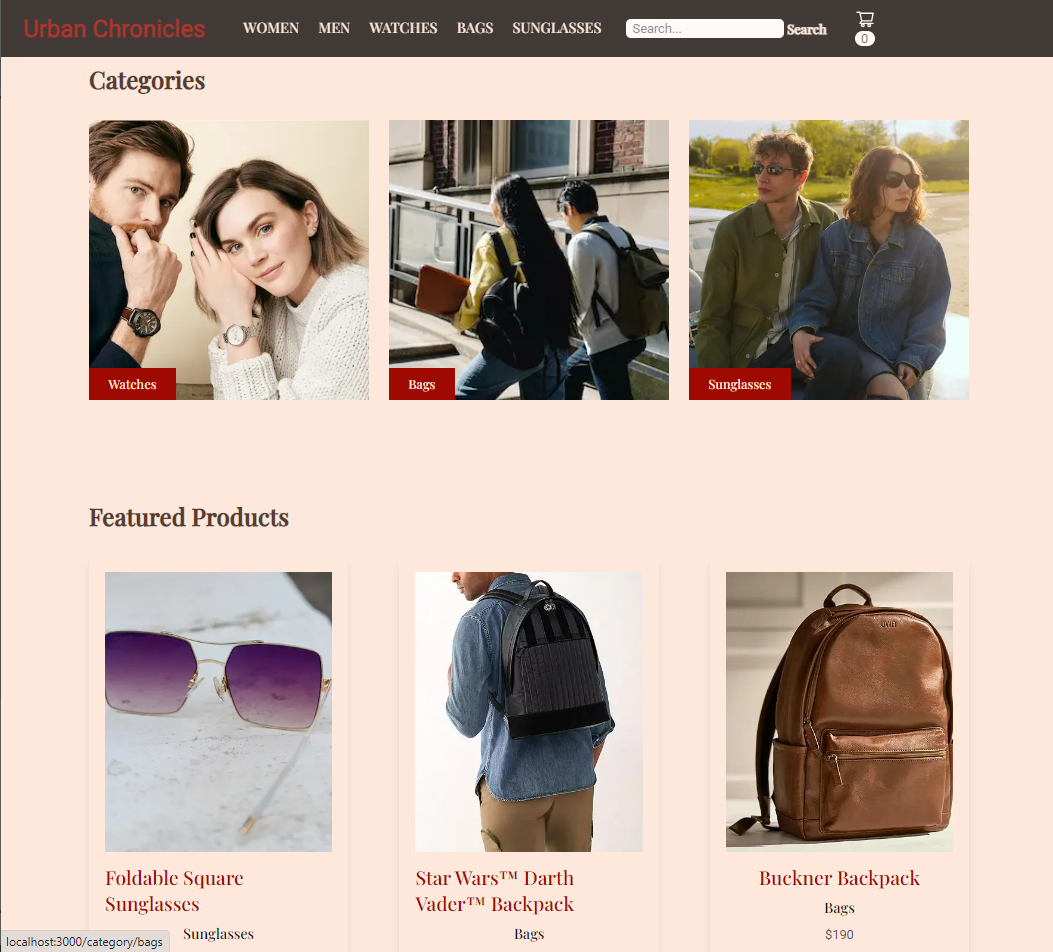 Urban Chronicles
WOMEN MEN WATCHES BAGS SUNGLASSES
Search...
Search
0
Categories
Watches
Bags
Sunglasses
Featured Products
Foldable Square
Sunglasses
Sunglasses
Star Wars™ Darth
Vader™ Backpack
Bags
Buckner Backpack
Bags
$190
localhost:3000/category/bags